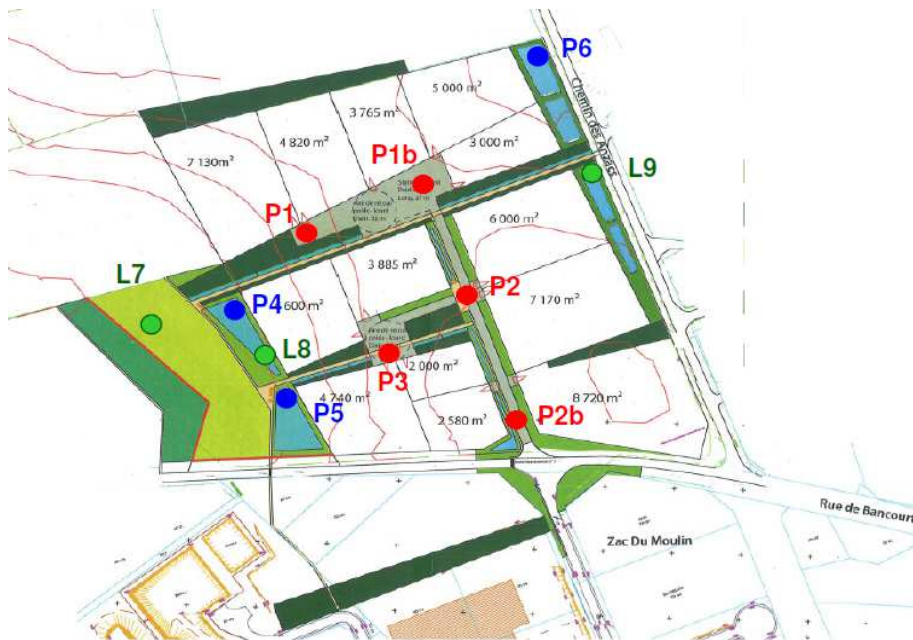 P6
Chemin des Anzacs
5 000 m²
3 765 m²
4 820 m²
7 130m²
3 000 m²
P1b
L9
P1
6 000 m²
L7
3 885 m²
P4
600 m²
P2
7 170 m²
L8
P3
2 000 m²
4 740 m²
P5
2 580 m²
P2b
8 720 m²
Rue de Bancourt
Zac Du Moulin